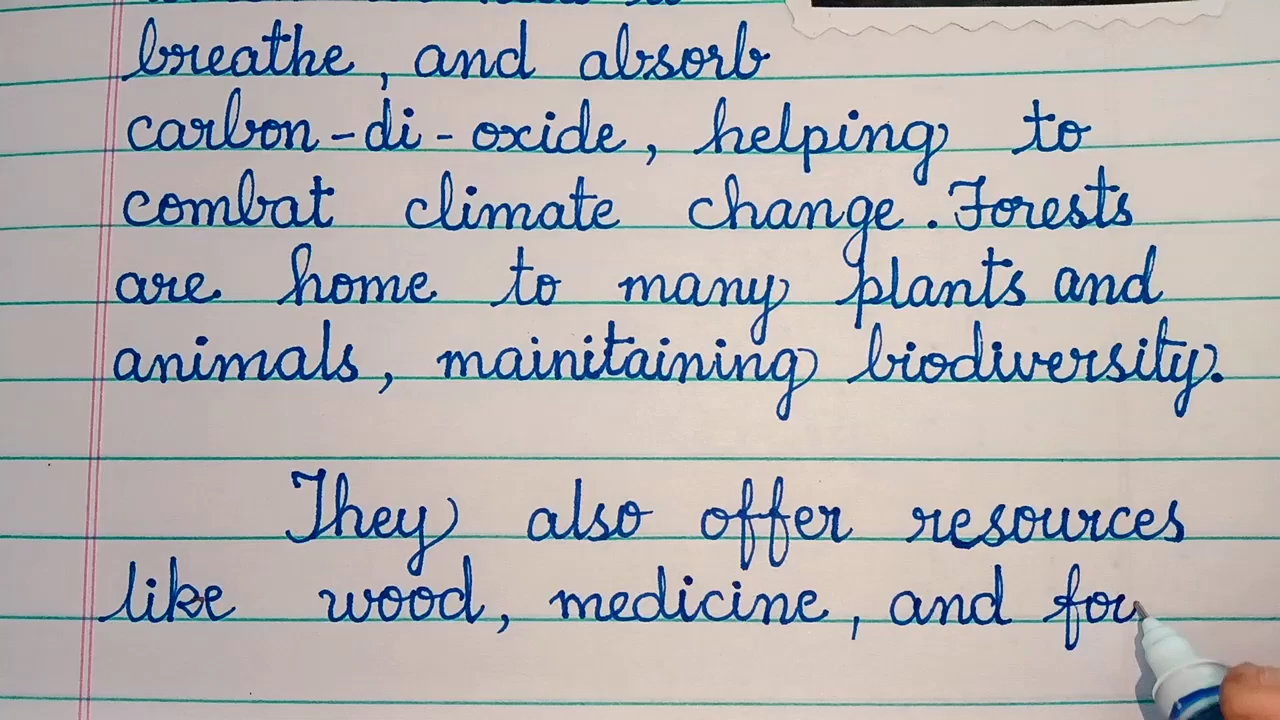 breathe, and absorb
carbon-di-oxide, helping to
combat climate change. Forests
are home to many plants and
animals, mainitaining biodiversity.
They also offer resources
like wood, medicine, and fo